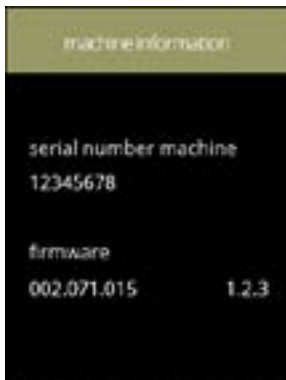 machine information
serial number machine
12345678
firmware
002.071.015 1.2.3